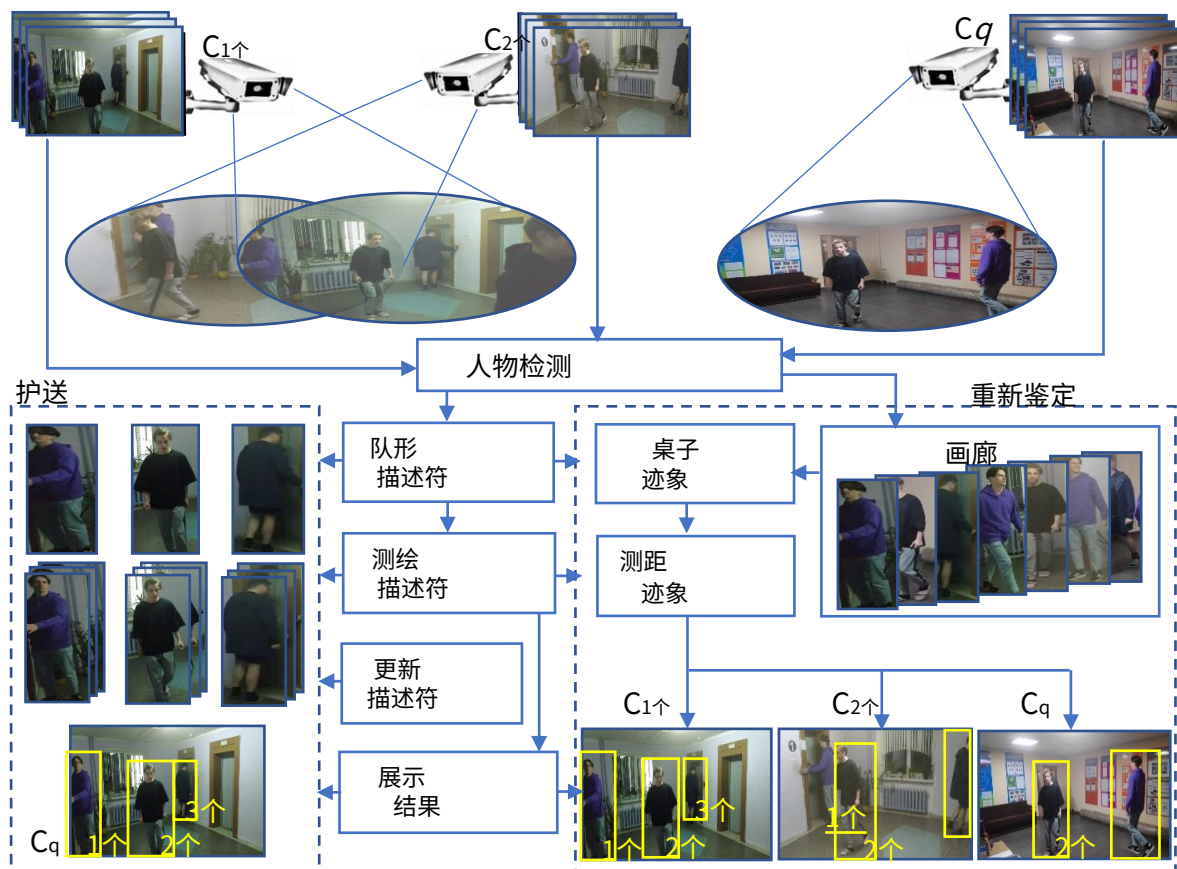 C1个
C2个
Cq
人物检测
护送
重新鉴定
队形
描述符
桌子
迹象
画廊
测绘
描述符
测距
迹象
更新
描述符
C1个
C2个
Cq
展示
结果
3个
1个
2个
Cq
3个
1个
2个
1个
2个
2个